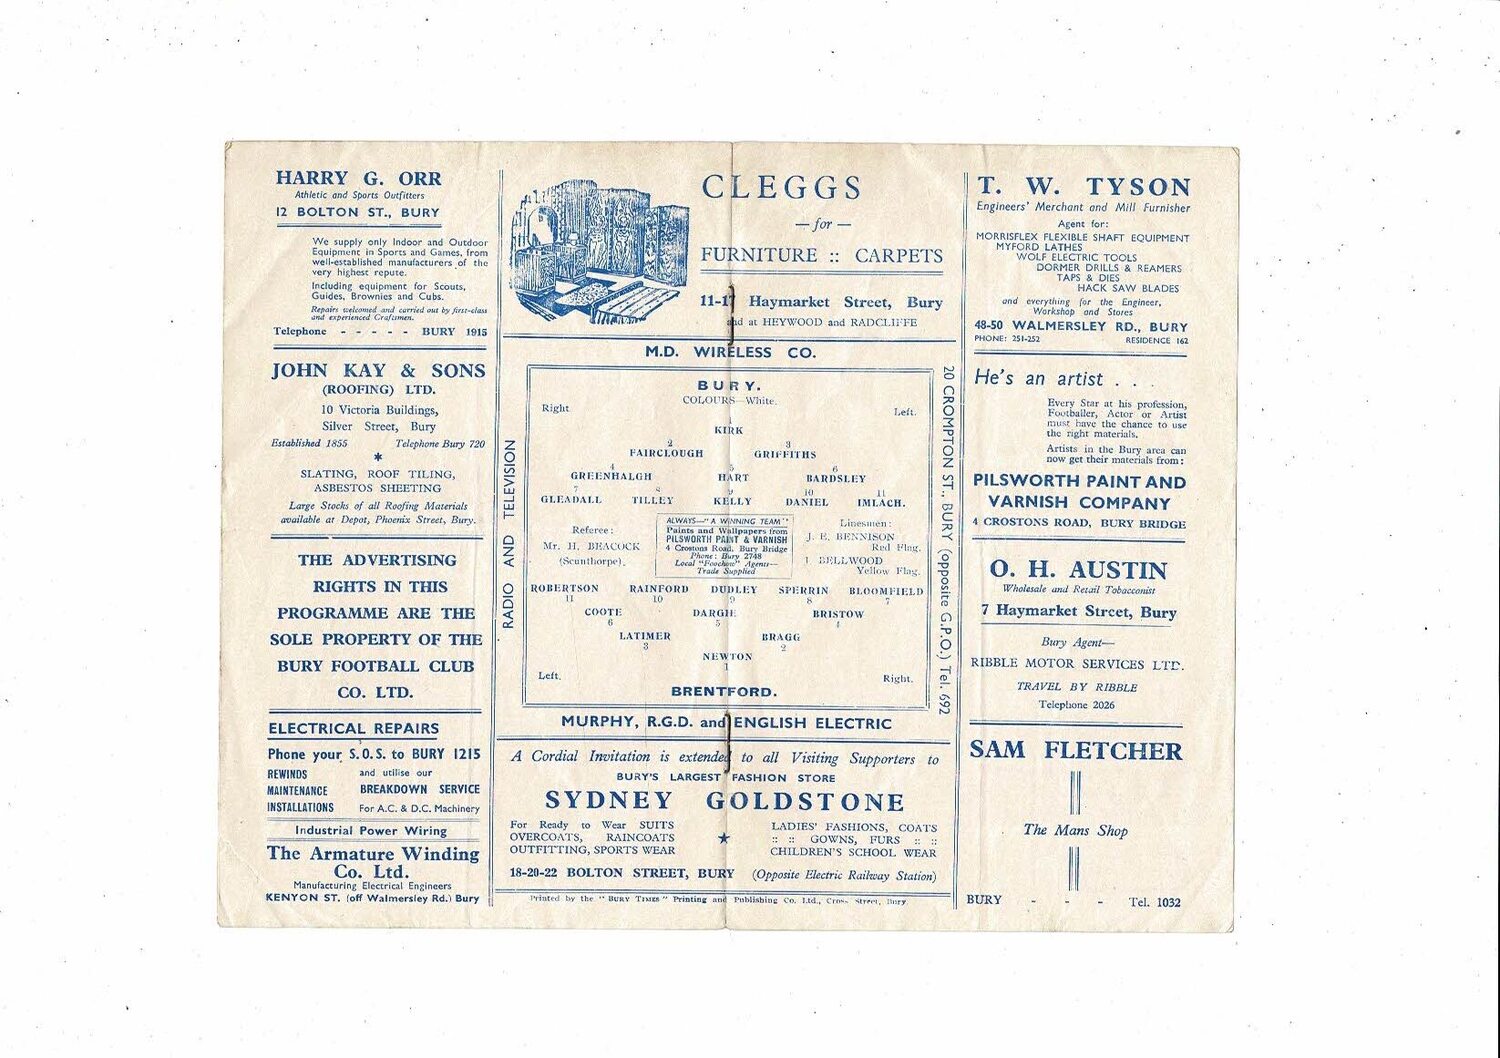 HARRY G. ORR
Athletic and Sports Outfitters
12 BOLTON ST., BURY
We supply only Indoor and Outdoor
Equipment in Sports and Games, from
well-established manufacturers of the
very highest repute.
Including equipment for Scouts,
Guides, Brownies and Cubs.
Repairs welcomed and carried out by first-class
and experienced Craftsmen.
Telephone - - - - - BURY 1915
JOHN KAY & SONS
(ROOFING) LTD.
10 Victoria Buildings,
Silver Street, Bury
Established 1855 Telephone Bury 720
*
SLATING, ROOF TILING,
ASBESTOS SHEETING
Large Stocks of all Roofing Materials
available at Depot, Phoenix Street, Bury.
THE ADVERTISING
RIGHTS IN THIS
PROGRAMME ARE THE
SOLE PROPERTY OF THE
BURY FOOTBALL CLUB
CO. LTD.
ELECTRICAL REPAIRS
Phone your S.O.S. to BURY 1215
REWINDS and utilise our
MAINTENANCE BREAKDOWN SERVICE
INSTALLATIONS For A.C. & D.C. Machinery
Industrial Power Wiring
The Armature Winding
Co. Ltd.
Manufacturing Electrical Engineers
KENYON ST. (off Walmersley Rd.) Bury
CLEGGS
— for —
FURNITURE :: CARPETS
11-17 Haymarket Street, Bury
and at HEYWOOD and RADCLIFFE
M.D. WIRELESS CO.
RADIO AND TELEVISION
BURY.
COLOURS—White.
Right Left.
1
KIRK
2 3
FAIRCLOUGH GRIFFITHS
4 5 6
GREENHALGH HART BARDSLEY
7 8 9 10 11
GLEADALL TILLEY KELLY DANIEL IMLACH.
Referee:
Mr. H. BEACOCK
(Scunthorpe).
ALWAYS—"A WINNING TEAM"
Paints and Wallpapers from
PILSWORTH PAINT & VARNISH
4 Crostons Road, Bury Bridge
Phone: Bury 2748
Local "Foochow" Agents—
Trade Supplied
Linesmen:
J. E. BENNISON
Red Flag.
BELLWOOD
Yellow Flag.
ROBERTSON RAINFORD DUDLEY SPERRIN BLOOMFIELD
11 10 9 8 7
COOTE DARGIE BRISTOW
6 5 4
LATIMER BRAGG
3 2
NEWTON
1
Left. Right.
BRENTFORD.
20 CROMPTON ST., BURY (opposite G.P.O.) Tel. 692
MURPHY, R.G.D. and ENGLISH ELECTRIC
A Cordial Invitation is extended to all Visiting Supporters to
BURY'S LARGEST FASHION STORE
SYDNEY GOLDSTONE
For Ready to Wear SUITS
OVERCOATS, RAINCOATS
OUTFITTING, SPORTS WEAR
★
LADIES' FASHIONS, COATS
:: :: GOWNS, FURS :: ::
CHILDREN'S SCHOOL WEAR
18-20-22 BOLTON STREET, BURY (Opposite Electric Railway Station)
Printed by the "BURY TIMES" Printing and Publishing Co. Ltd., Cross Street, Bury.
T. W. TYSON
Engineers' Merchant and Mill Furnisher
Agent for:
MORRISFLEX FLEXIBLE SHAFT EQUIPMENT
MYFORD LATHES
WOLF ELECTRIC TOOLS
DORMER DRILLS & REAMERS
TAPS & DIES
HACK SAW BLADES
and everything for the Engineer,
Workshop and Stores
48-50 WALMERSLEY RD., BURY
PHONE: 251-252 RESIDENCE 162
He's an artist . . .
Every Star at his profession,
Footballer, Actor or Artist
must have the chance to use
the right materials.
Artists in the Bury area can
now get their materials from:
PILSWORTH PAINT AND
VARNISH COMPANY
4 CROSTONS ROAD, BURY BRIDGE
O. H. AUSTIN
Wholesale and Retail Tobacconist
7 Haymarket Street, Bury
Bury Agent—
RIBBLE MOTOR SERVICES LTD.
TRAVEL BY RIBBLE
Telephone 2026
SAM FLETCHER
The Mans Shop
BURY - - - Tel. 1032